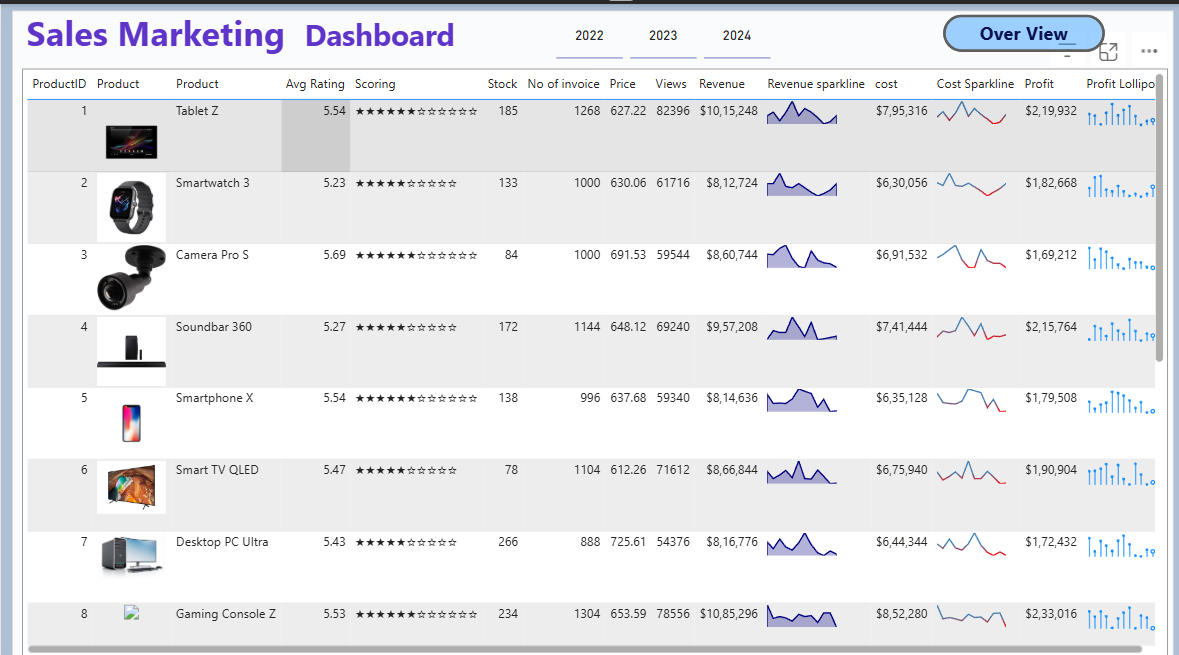 Sales Marketing Dashboard
2022 2023 2024
Over View
ProductID Product Product Avg Rating Scoring Stock No of invoice Price Views Revenue Revenue sparkline cost Cost Sparkline Profit Profit Lollipo
1 Tablet Z 5.54 ★★★★★★☆☆☆☆☆☆ 185 1268 627.22 82396 $10,15,248 $7,95,316 $2,19,932
2 Smartwatch 3 5.23 ★★★★★☆☆☆☆☆ 133 1000 630.06 61716 $8,12,724 $6,30,056 $1,82,668
3 Camera Pro S 5.69 ★★★★★★☆☆☆☆☆☆ 84 1000 691.53 59544 $8,60,744 $6,91,532 $1,69,212
4 Soundbar 360 5.27 ★★★★★☆☆☆☆☆ 172 1144 648.12 69240 $9,57,208 $7,41,444 $2,15,764
5 Smartphone X 5.54 ★★★★★★☆☆☆☆☆☆ 138 996 637.68 59340 $8,14,636 $6,35,128 $1,79,508
6 Smart TV QLED 5.47 ★★★★★☆☆☆☆☆ 78 1104 612.26 71612 $8,66,844 $6,75,940 $1,90,904
7 Desktop PC Ultra 5.43 ★★★★★☆☆☆☆☆ 266 888 725.61 54376 $8,16,776 $6,44,344 $1,72,432
8 Gaming Console Z 5.53 ★★★★★★☆☆☆☆☆☆ 234 1304 653.59 78556 $10,85,296 $8,52,280 $2,33,016